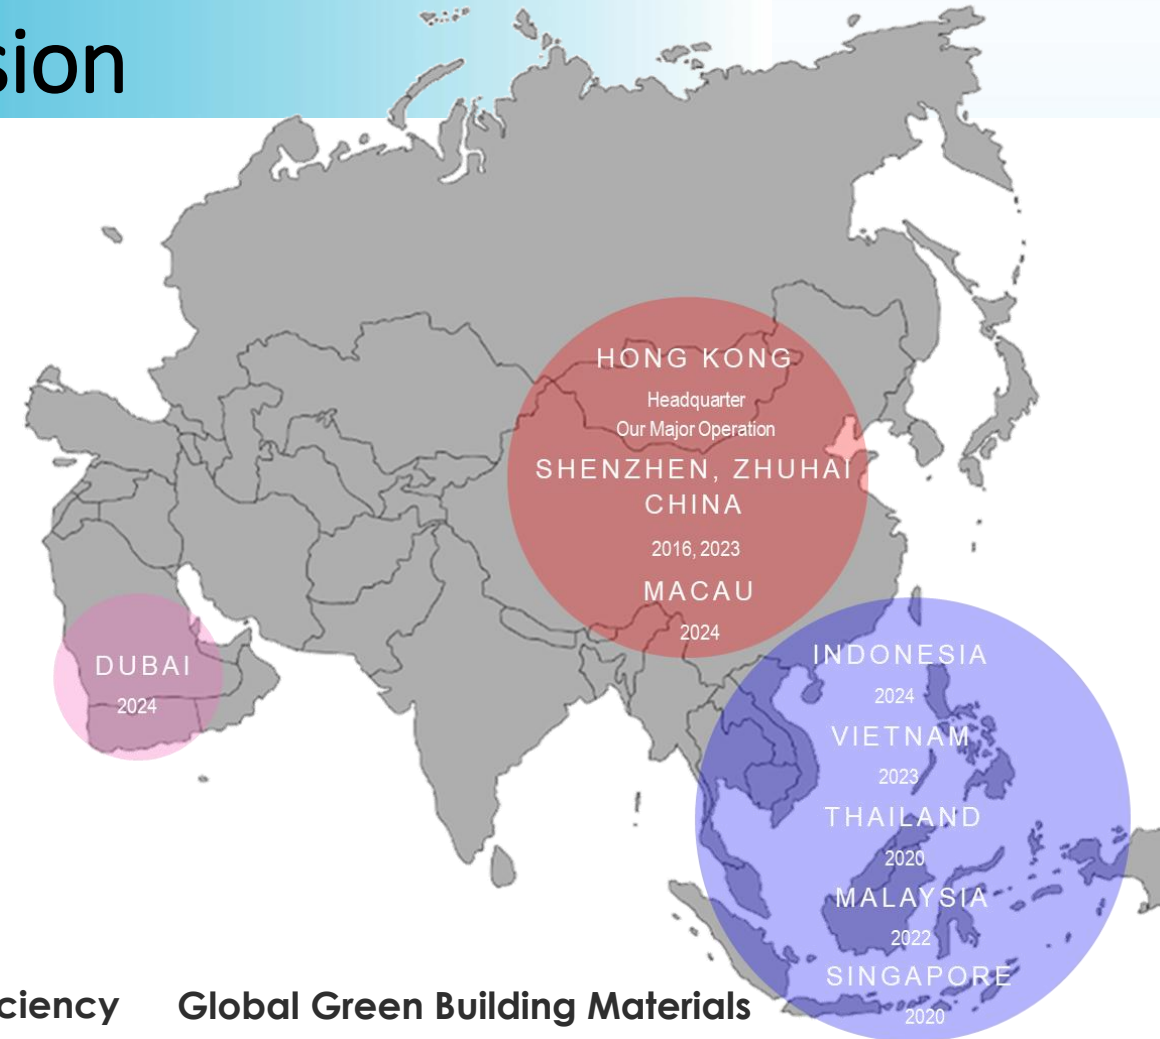 sion
HONG KONG
Headquarter
Our Major Operation
SHENZHEN, ZHUHAI
CHINA
2016, 2023
MACAU
2024
DUBAI
2024
INDONESIA
2024
VIETNAM
2023
THAILAND
2020
MALAYSIA
2022
SINGAPORE
2020
ciency Global Green Building Materials